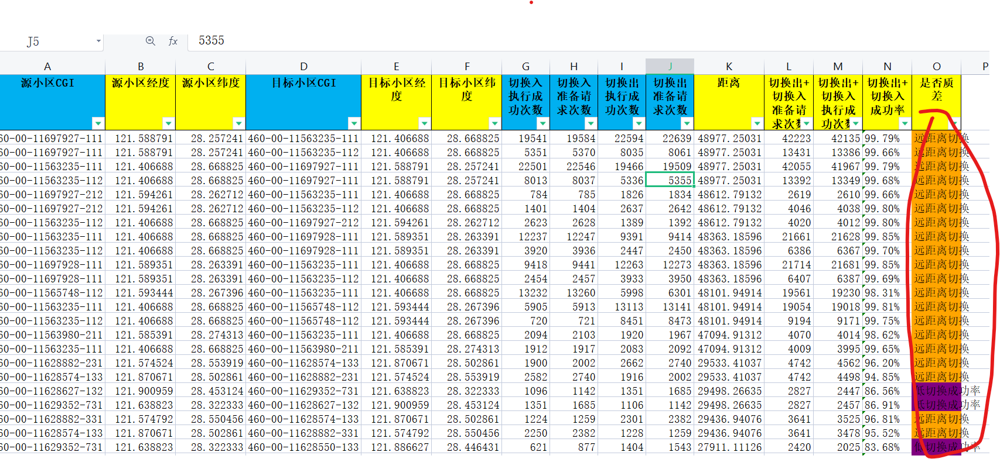 J5 fx 5355
A B C D E F G H I J K L M N O P
源小区CGI 源小区经度 源小区纬度 目标小区CGI 目标小区经度 目标小区纬度 切换入执行成功次数 切换入准备请求次数 切换出执行成功次数 切换出准备请求次数 距离 切换出+切换入准备请求次数 切换出+切换入执行成功次数 切换出+切换入成功率 是否质差
60-00-11697927-111 121.588791 28.257241 460-00-11563235-111 121.406688 28.668825 19541 19584 22594 22639 48977.25031 42223 42135 99.79% 远距离切换
60-00-11697927-111 121.588791 28.257241 460-00-11563235-112 121.406688 28.668825 5351 5370 8035 8061 48977.25031 13431 13386 99.66% 远距离切换
60-00-11563235-111 121.406688 28.668825 460-00-11697927-111 121.588791 28.257241 22501 22546 19466 19509 48977.25031 42055 41967 99.79% 远距离切换
60-00-11563235-112 121.406688 28.668825 460-00-11697927-111 121.588791 28.257241 8013 8037 5336 5355 48977.25031 13392 13349 99.68% 远距离切换
60-00-11697927-212 121.594261 28.262712 460-00-11563235-111 121.406688 28.668825 784 785 1826 1834 48612.79132 2619 2610 99.66% 远距离切换
60-00-11697927-212 121.594261 28.262712 460-00-11563235-112 121.406688 28.668825 1401 1404 2637 2642 48612.79132 4046 4038 99.80% 远距离切换
60-00-11563235-112 121.406688 28.668825 460-00-11697927-212 121.594261 28.262712 2623 2628 1389 1392 48612.79132 4020 4012 99.80% 远距离切换
60-00-11563235-111 121.406688 28.668825 460-00-11697928-111 121.589351 28.263391 12237 12247 9391 9414 48363.18596 21661 21628 99.85% 远距离切换
60-00-11563235-112 121.406688 28.668825 460-00-11697928-111 121.589351 28.263391 3920 3936 2447 2450 48363.18596 6386 6367 99.70% 远距离切换
60-00-11697928-111 121.589351 28.263391 460-00-11563235-111 121.406688 28.668825 9418 9441 12263 12273 48363.18596 21714 21681 99.85% 远距离切换
60-00-11697928-111 121.589351 28.263391 460-00-11563235-112 121.406688 28.668825 2454 2457 3933 3950 48363.18596 6407 6387 99.69% 远距离切换
60-00-11565748-112 121.593444 28.267396 460-00-11563235-111 121.406688 28.668825 13232 13260 5998 6301 48101.94914 19561 19230 98.31% 远距离切换
60-00-11563235-111 121.406688 28.668825 460-00-11565748-112 121.593444 28.267396 5905 5913 13113 13141 48101.94914 19054 19018 99.81% 远距离切换
60-00-11563235-112 121.406688 28.668825 460-00-11565748-112 121.593444 28.267396 720 721 8451 8473 48101.94914 9194 9171 99.75% 远距离切换
60-00-11563980-211 121.585391 28.274313 460-00-11563235-111 121.406688 28.668825 2094 2103 1920 1967 47094.91312 4070 4014 98.62% 远距离切换
60-00-11563235-111 121.406688 28.668825 460-00-11563980-211 121.585391 28.274313 1912 1917 2083 2092 47094.91312 4009 3995 99.65% 远距离切换
60-00-11628882-231 121.574524 28.553919 460-00-11628574-133 121.870671 28.502861 1900 2002 2662 2740 29533.41037 4742 4562 96.20% 远距离切换
60-00-11628574-133 121.870671 28.502861 460-00-11628882-231 121.574524 28.553919 2582 2740 1916 2002 29533.41037 4742 4498 94.85% 远距离切换
60-00-11628627-132 121.900959 28.453124 460-00-11629352-731 121.638823 28.322333 1096 1142 1351 1685 29498.26635 2827 2447 86.56% 低切换成功率
60-00-11629352-731 121.638823 28.322333 460-00-11628627-132 121.900959 28.453124 1351 1685 1106 1142 29498.26635 2827 2457 86.91% 低切换成功率
60-00-11628882-331 121.574792 28.550456 460-00-11628574-133 121.870671 28.502861 1224 1259 2301 2382 29436.94076 3641 3525 96.81% 远距离切换
60-00-11628574-133 121.870671 28.502861 460-00-11628882-331 121.574792 28.550456 2250 2382 1228 1259 29436.94076 3641 3478 95.52% 远距离切换
60-00-11629352-731 121.638823 28.322333 460-00-11628550-133 121.886627 28.446431 621 877 1404 1543 27911.11126 2420 2025 83.68% 低切换成功率